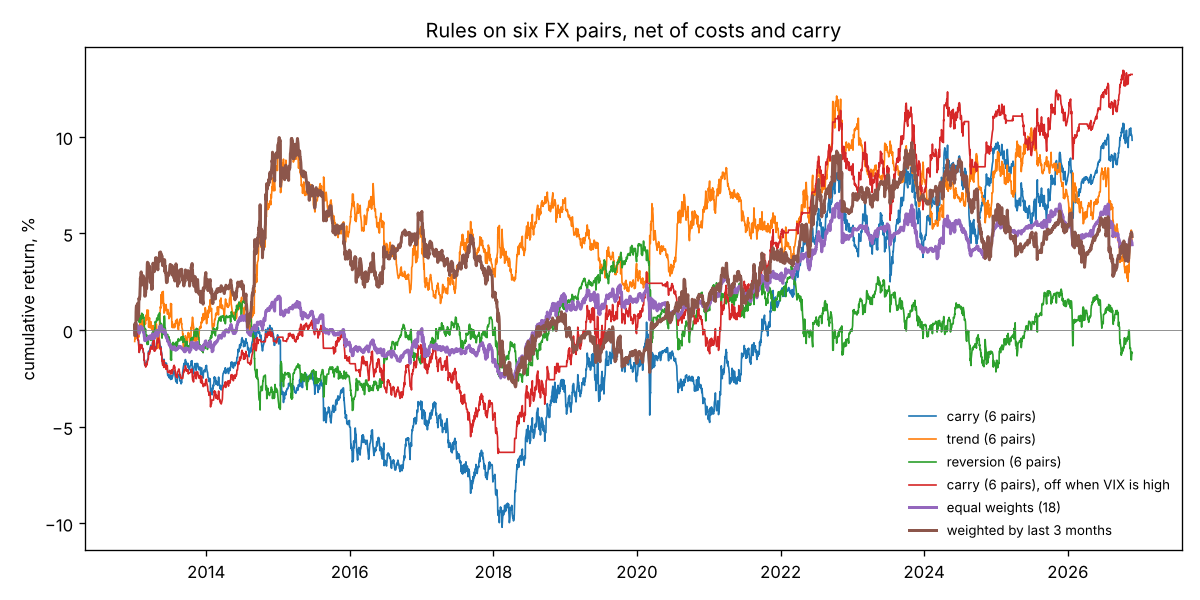 Rules on six FX pairs, net of costs and carry
cumulative return, %
10
5
0
−5
−10
2014
2016
2018
2020
2022
2024
2026
carry (6 pairs)
trend (6 pairs)
reversion (6 pairs)
carry (6 pairs), off when VIX is high
equal weights (18)
weighted by last 3 months